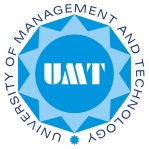 UNIVERSITY OF MANAGEMENT AND TECHNOLOGY
UMT